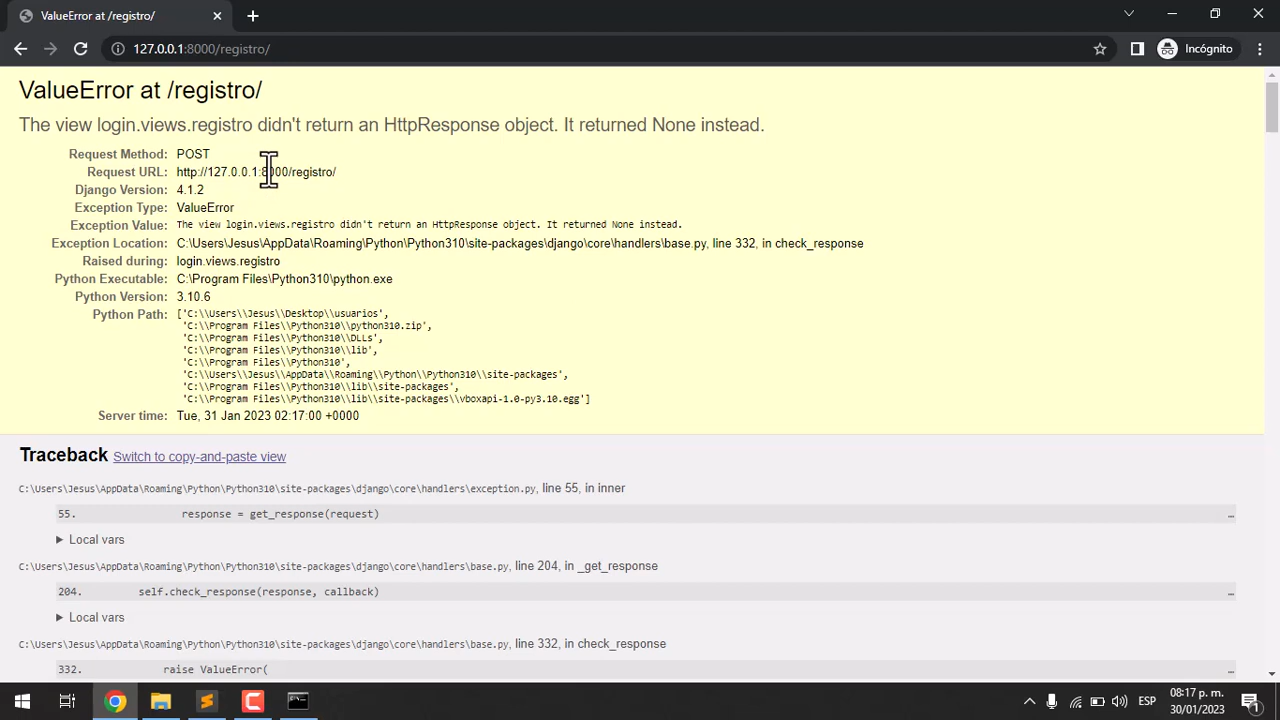 ValueError at /registro/
127.0.0.1:8000/registro/
Incógnito
ValueError at /registro/
The view login.views.registro didn't return an HttpResponse object. It returned None instead.
Request Method: POST
Request URL: http://127.0.0.1:8000/registro/
Django Version: 4.1.2
Exception Type: ValueError
Exception Value: The view login.views.registro didn't return an HttpResponse object. It returned None instead.
Exception Location: C:\Users\Jesus\AppData\Roaming\Python\Python310\site-packages\django\core\handlers\base.py, line 332, in check_response
Raised during: login.views.registro
Python Executable: C:\Program Files\Python310\python.exe
Python Version: 3.10.6
Python Path: ['C:\\Users\\Jesus\\Desktop\\usuarios',
'C:\\Program Files\\Python310\\python310.zip',
'C:\\Program Files\\Python310\\DLLs',
'C:\\Program Files\\Python310\\lib',
'C:\\Program Files\\Python310',
'C:\\Users\\Jesus\\AppData\\Roaming\\Python\\Python310\\site-packages',
'C:\\Program Files\\Python310\\lib\\site-packages',
'C:\\Program Files\\Python310\\lib\\site-packages\\vboxapi-1.0-py3.10.egg']
Server time: Tue, 31 Jan 2023 02:17:00 +0000
Traceback Switch to copy-and-paste view
C:\Users\Jesus\AppData\Roaming\Python\Python310\site-packages\django\core\handlers\exception.py, line 55, in inner
55. response = get_response(request) …
▶ Local vars
C:\Users\Jesus\AppData\Roaming\Python\Python310\site-packages\django\core\handlers\base.py, line 204, in _get_response
204. self.check_response(response, callback) …
▶ Local vars
C:\Users\Jesus\AppData\Roaming\Python\Python310\site-packages\django\core\handlers\base.py, line 332, in check_response
332. raise ValueError( …
ESP
08:17 p. m.
30/01/2023
1